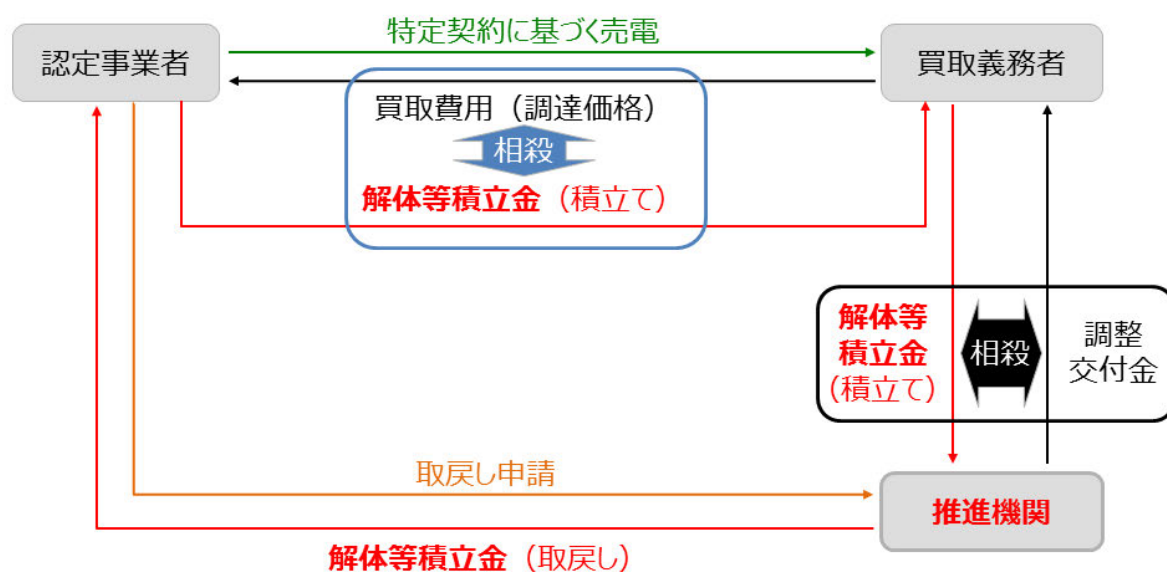 特定契約に基づく売電
認定事業者
買取義務者
買取費用（調達価格）
相殺
解体等積立金（積立て）
解体等
積立金
（積立て）
相殺
調整
交付金
取戻し申請
推進機関
解体等積立金（取戻し）